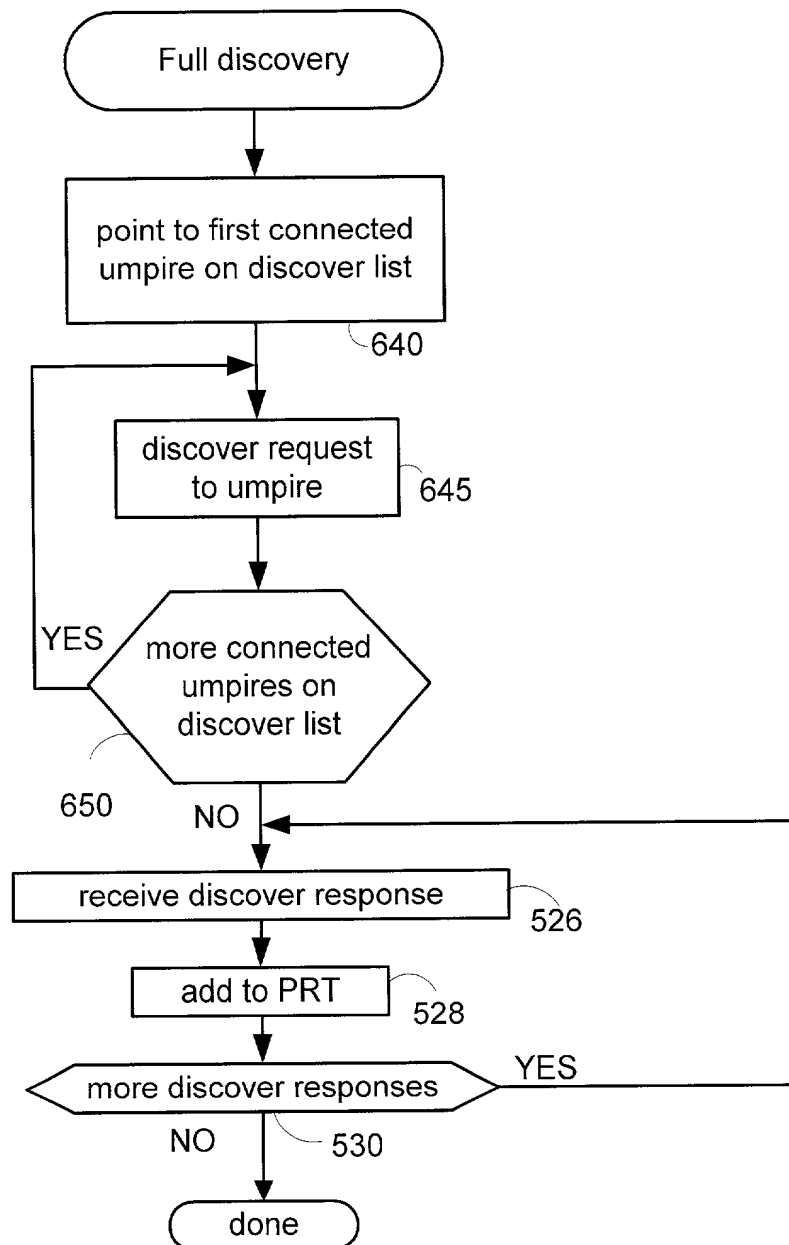 Full discovery
point to first connected
umpire on discover list
640
discover request
to umpire
645
YES
more connected
umpires on
discover list
650
NO
receive discover response
526
add to PRT
528
more discover responses
YES
NO
530
done